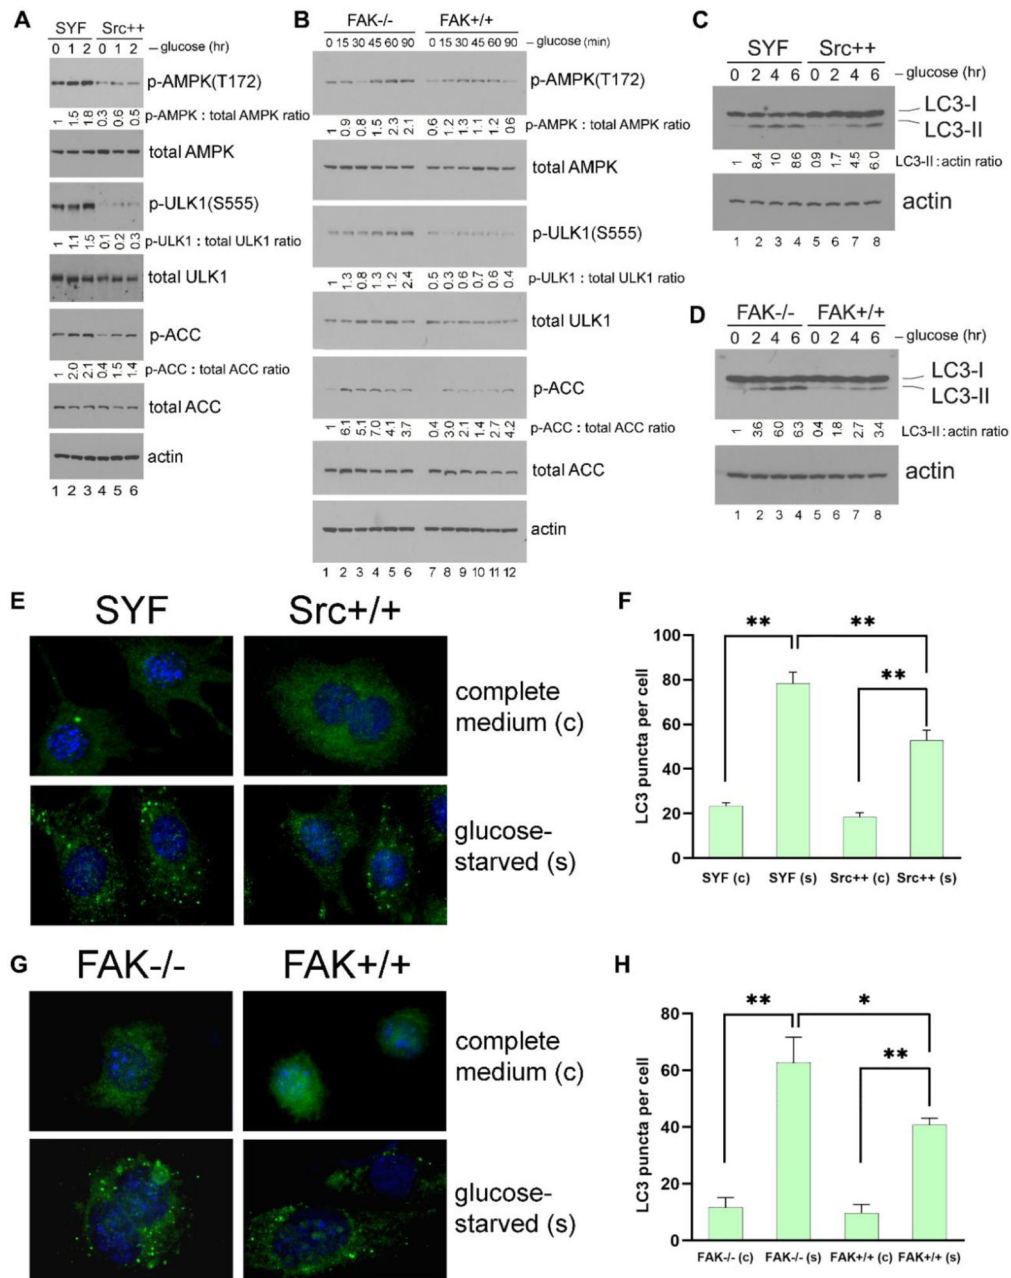 A
SYF Src++
0 1 2 0 1 2 – glucose (hr)
p-AMPK(T172)
1 1.5 1.8 0.3 0.6 0.5 p-AMPK : total AMPK ratio
total AMPK
p-ULK1(S555)
1 1.1 1.5 0.1 0.2 0.3 p-ULK1 : total ULK1 ratio
total ULK1
p-ACC
1 2.0 2.1 0.4 1.5 1.4 p-ACC : total ACC ratio
total ACC
actin
1 2 3 4 5 6
B
FAK-/- FAK+/+
0 15 30 45 60 90 0 15 30 45 60 90 – glucose (min)
p-AMPK(T172)
1 0.9 0.8 1.5 2.3 2.1 0.6 1.2 1.3 1.1 1.2 0.6 p-AMPK : total AMPK ratio
total AMPK
p-ULK1(S555)
1 1.3 0.8 1.3 1.2 2.4 0.5 0.3 0.6 0.7 0.6 0.4 p-ULK1 : total ULK1 ratio
total ULK1
p-ACC
1 6.1 5.1 7.0 4.1 3.7 0.4 3.0 2.1 1.4 2.7 4.2 p-ACC : total ACC ratio
total ACC
actin
1 2 3 4 5 6 7 8 9 10 11 12
C
SYF Src++
0 2 4 6 0 2 4 6 – glucose (hr)
LC3-I
LC3-II
1 8.4 10 8.6 0.9 1.7 4.5 6.0 LC3-II : actin ratio
actin
1 2 3 4 5 6 7 8
D
FAK-/- FAK+/+
0 2 4 6 0 2 4 6 – glucose (hr)
LC3-I
LC3-II
1 3.6 6.0 6.3 0.4 1.8 2.7 3.4 LC3-II : actin ratio
actin
1 2 3 4 5 6 7 8
E
SYF Src+/+
complete
medium (c)
glucose-
starved (s)
F
LC3 puncta per cell
100
80
60
40
20
0
** **
**
SYF (c) SYF (s) Src++ (c) Src++ (s)
G
FAK-/- FAK+/+
complete
medium (c)
glucose-
starved (s)
H
LC3 puncta per cell
80
60
40
20
0
** *
**
FAK-/- (c) FAK-/- (s) FAK+/+ (c) FAK+/+ (s)